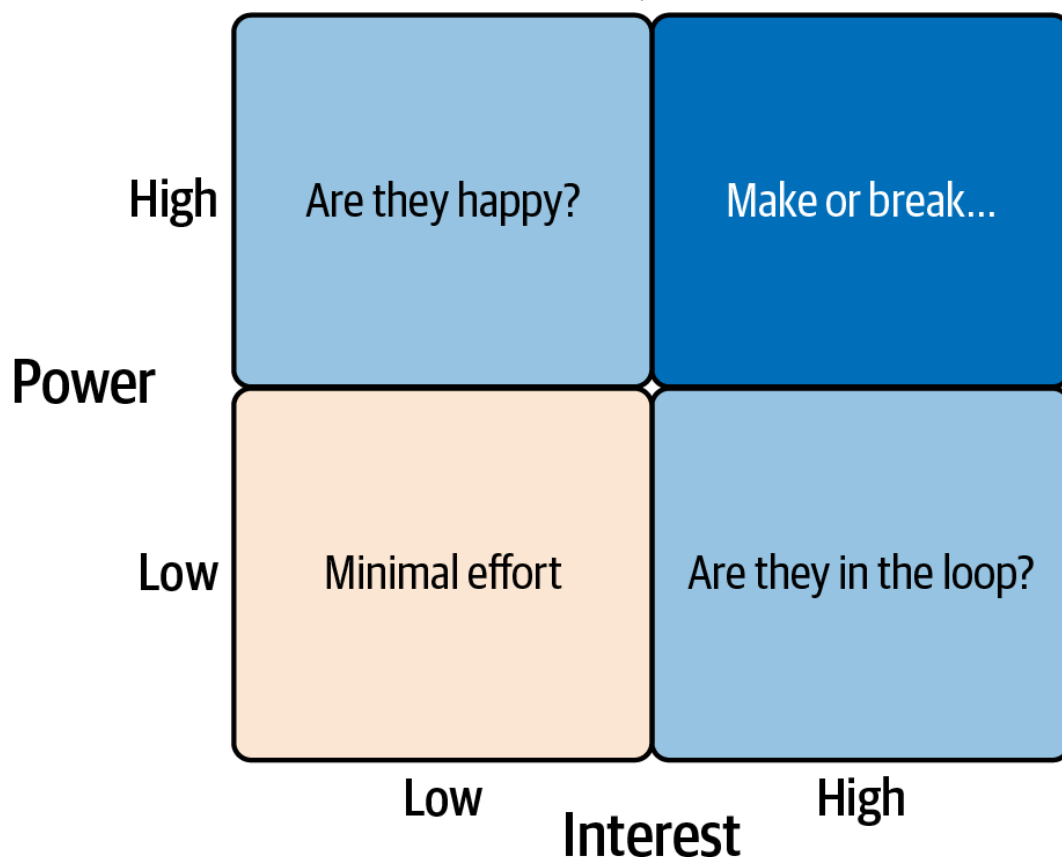 High
Are they happy?
Make or break...
Power
Low
Minimal effort
Are they in the loop?
Low
High
Interest